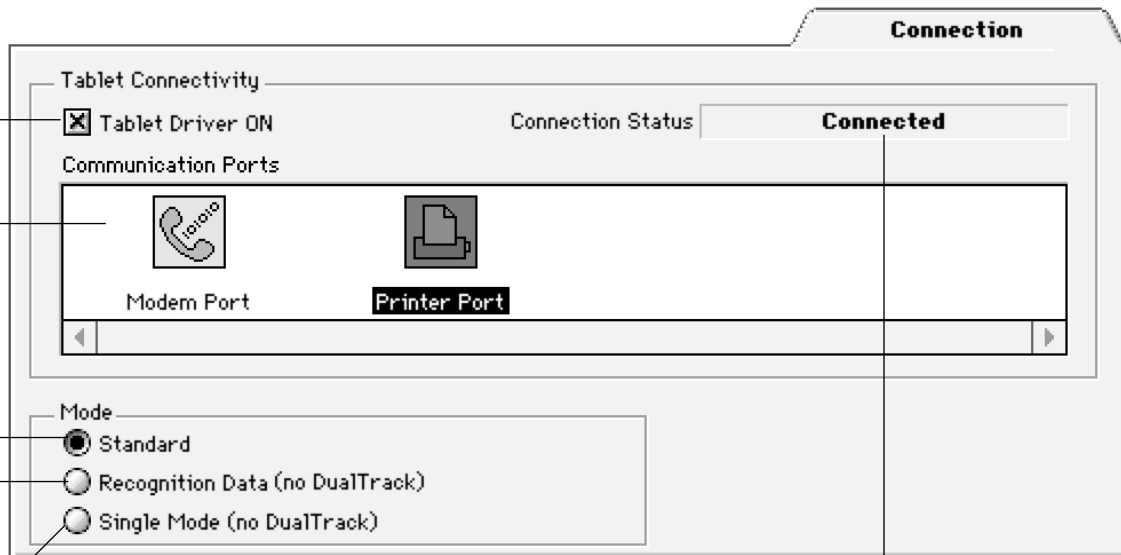 Connection
Tablet Connectivity
Tablet Driver ON Connection Status Connected
Communication Ports
Modem Port Printer Port
Mode
Standard
Recognition Data (no DualTrack)
Single Mode (no DualTrack)